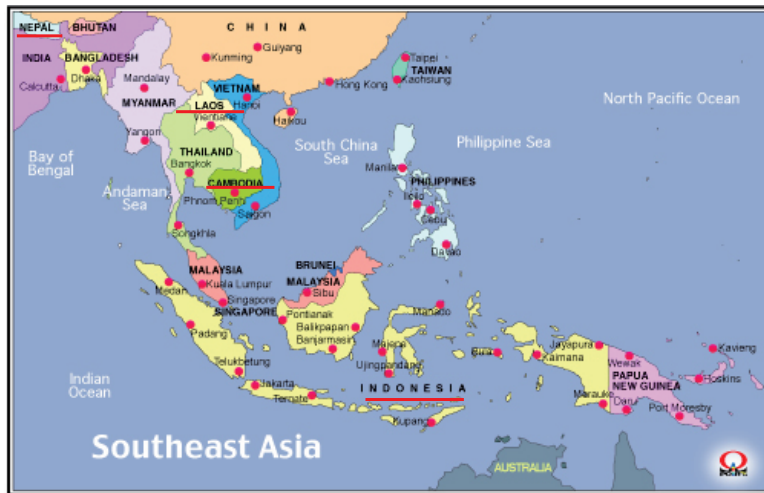 C H I N A
NEPAL
BHUTAN
Guiyang
Kunming
Taipei
TAIWAN
INDIA
BANGLADESH
Dhaka
Calcutta
Mandalay
VIETNAM
Hanoi
Hong Kong
Kaohsiung
MYANMAR
LAOS
Vientiane
Haikou
North Pacific Ocean
Yangon
THAILAND
Bangkok
South China
Sea
Philippine Sea
Bay of
Bengal
Manila
Andaman
Sea
CAMBODIA
Phnom Penh
Saigon
PHILIPPINES
Iloilo
Cebu
Songkhla
Davao
MALAYSIA
Kuala Lumpur
BRUNEI
MALAYSIA
Sibu
Medan
Singapore
SINGAPORE
Pontianak
Manado
Balikpapan
Padang
Banjarmasin
Jayapura
Kavieng
Kaimana
Wewak
Telukbetung
Ujingpandang
PAPUA
NEW GUINEA
Hoskins
Indian
Ocean
Jakarta
I N D O N E S I A
Ternate
Merauke
Daru
Port Moresby
Kupang
Southeast Asia
AUSTRALIA